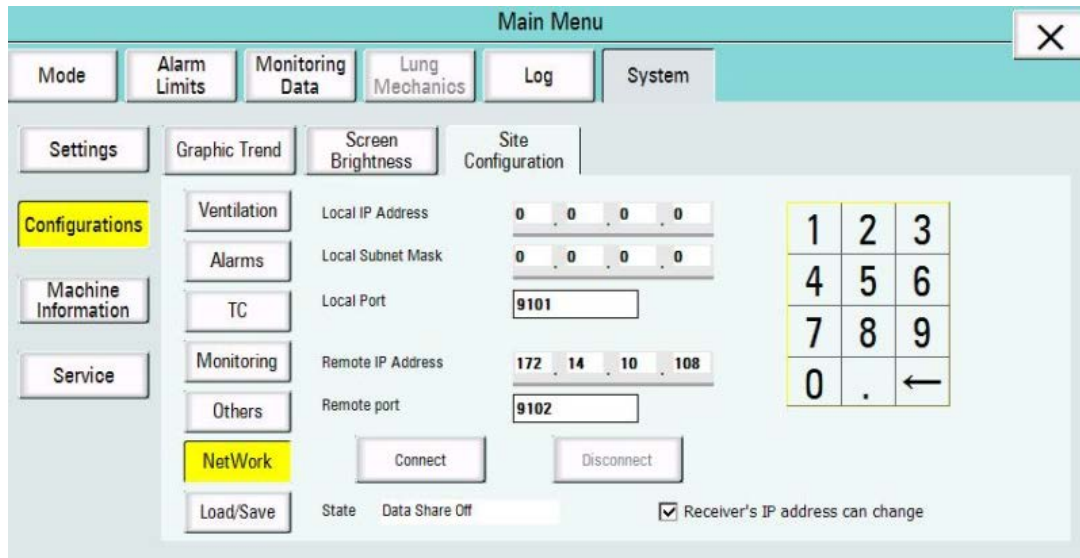 Main Menu
X
Mode
Alarm
Limits
Monitoring
Data
Lung
Mechanics
Log
System
Settings
Graphic Trend
Screen
Brightness
Site
Configuration
Configurations
Machine
Information
Service
Ventilation
Alarms
TC
Monitoring
Others
NetWork
Load/Save
Local IP Address
0 . 0 . 0 . 0
Local Subnet Mask
0 . 0 . 0 . 0
Local Port
9101
Remote IP Address
172 . 14 . 10 . 108
Remote port
9102
Connect
Disconnect
State
Data Share Off
Receiver's IP address can change
1 2 3
4 5 6
7 8 9
0 . ←